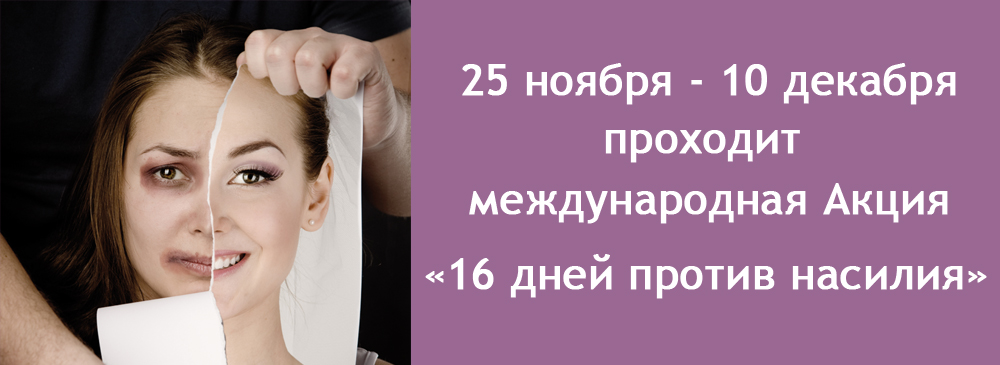 25 ноября - 10 декабря
проходит
международная Акция
«16 дней против насилия»